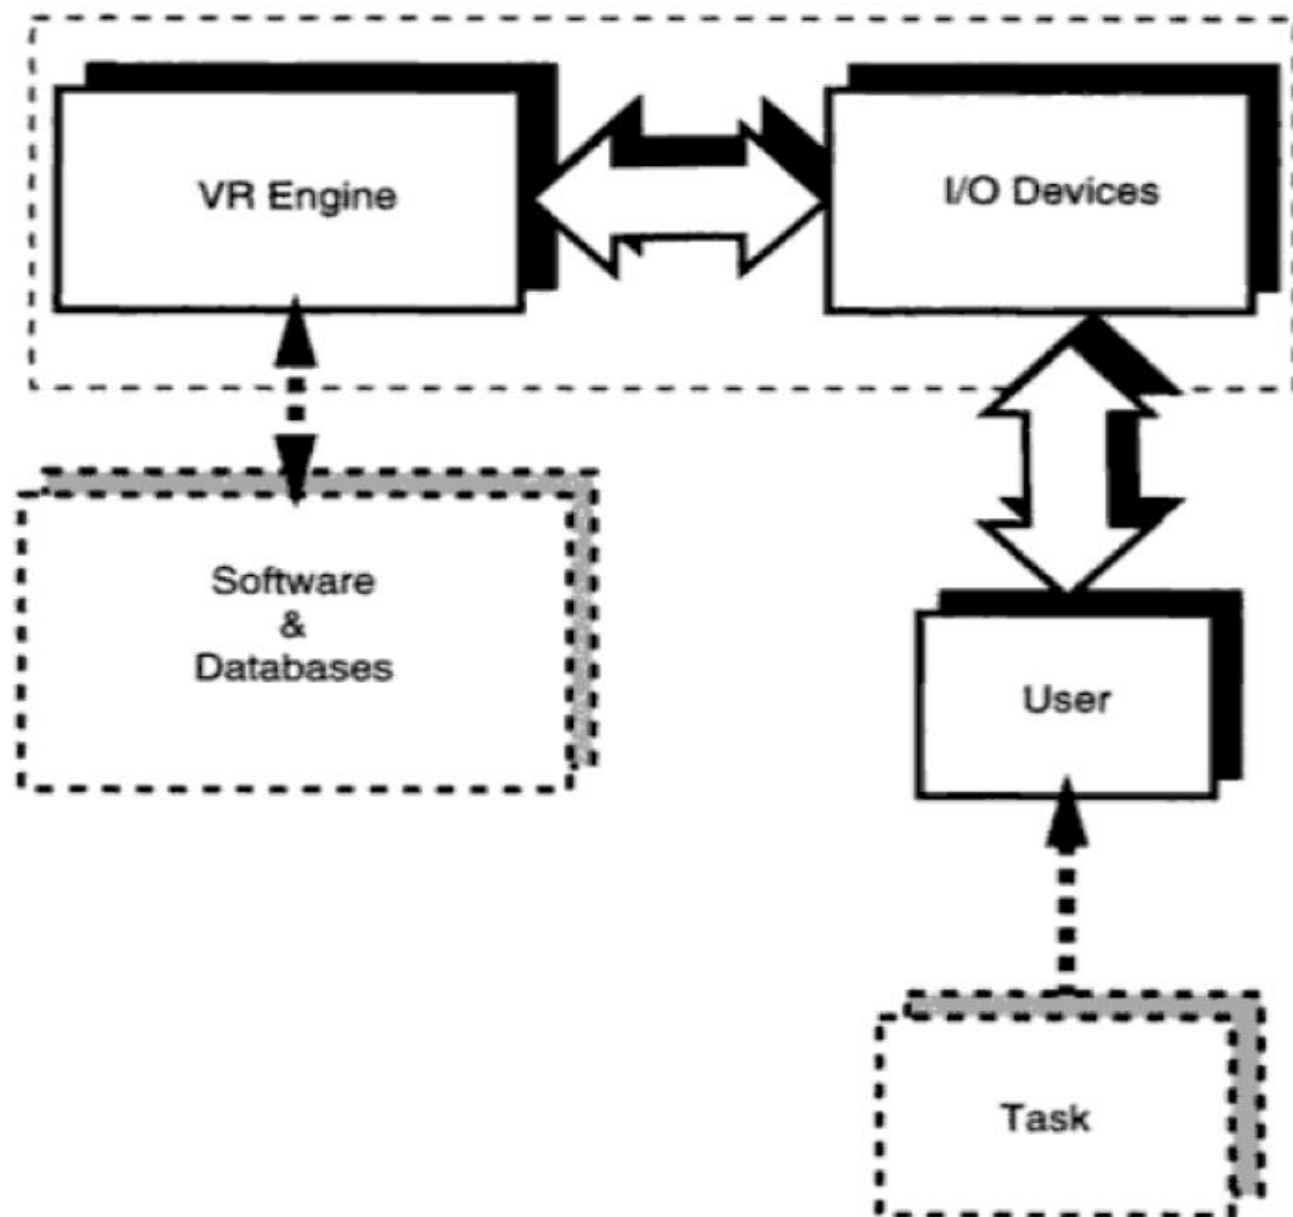 VR Engine
I/O Devices
Software
&
Databases
User
Task